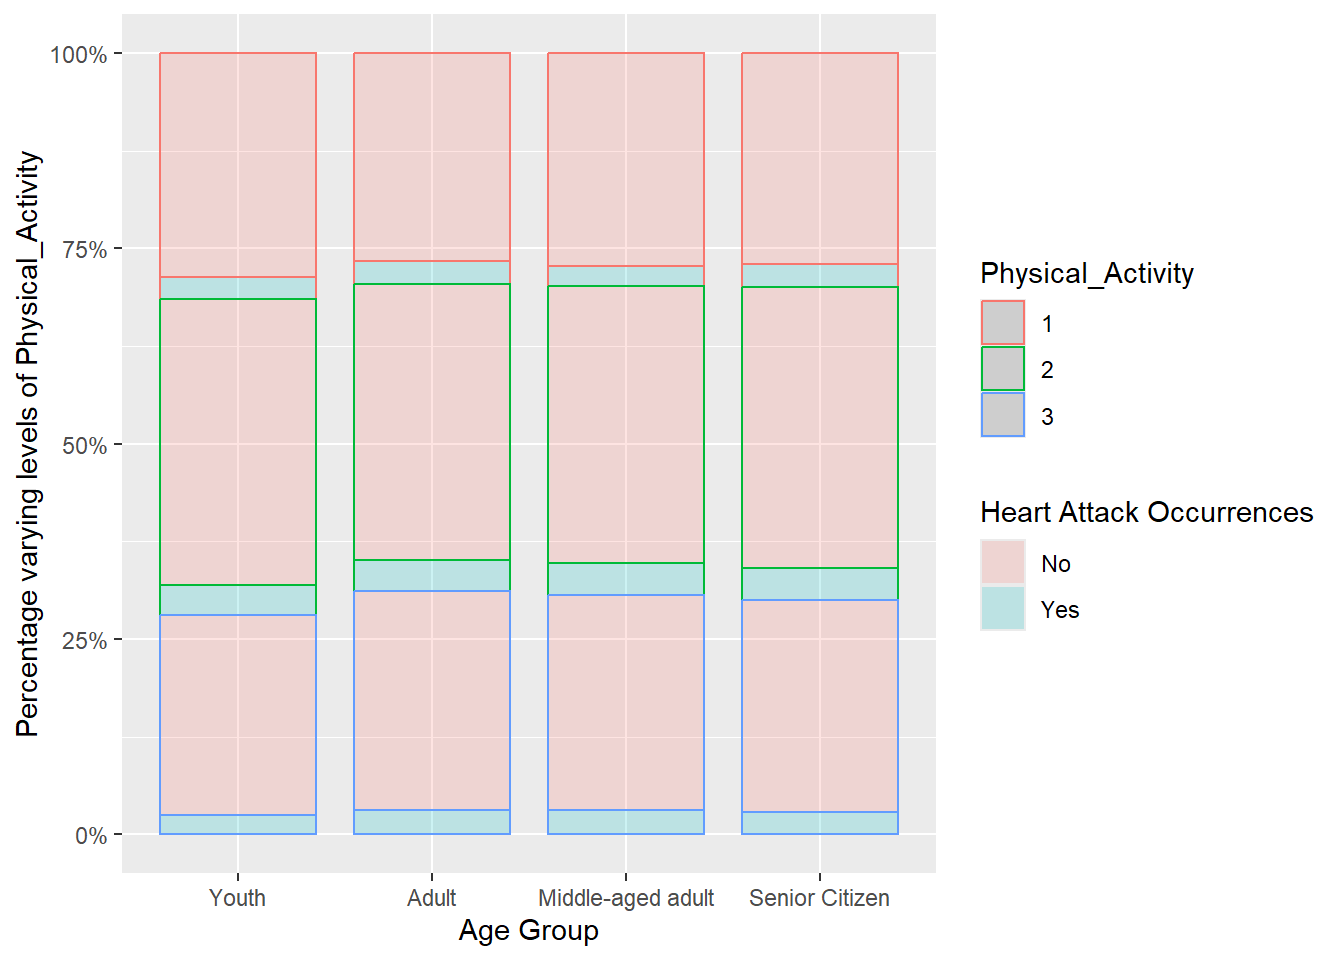 100%
75%
50%
25%
0%
Percentage varying levels of Physical_Activity
Youth
Adult
Middle-aged adult
Senior Citizen
Age Group
Physical_Activity
1
2
3
Heart Attack Occurrences
No
Yes